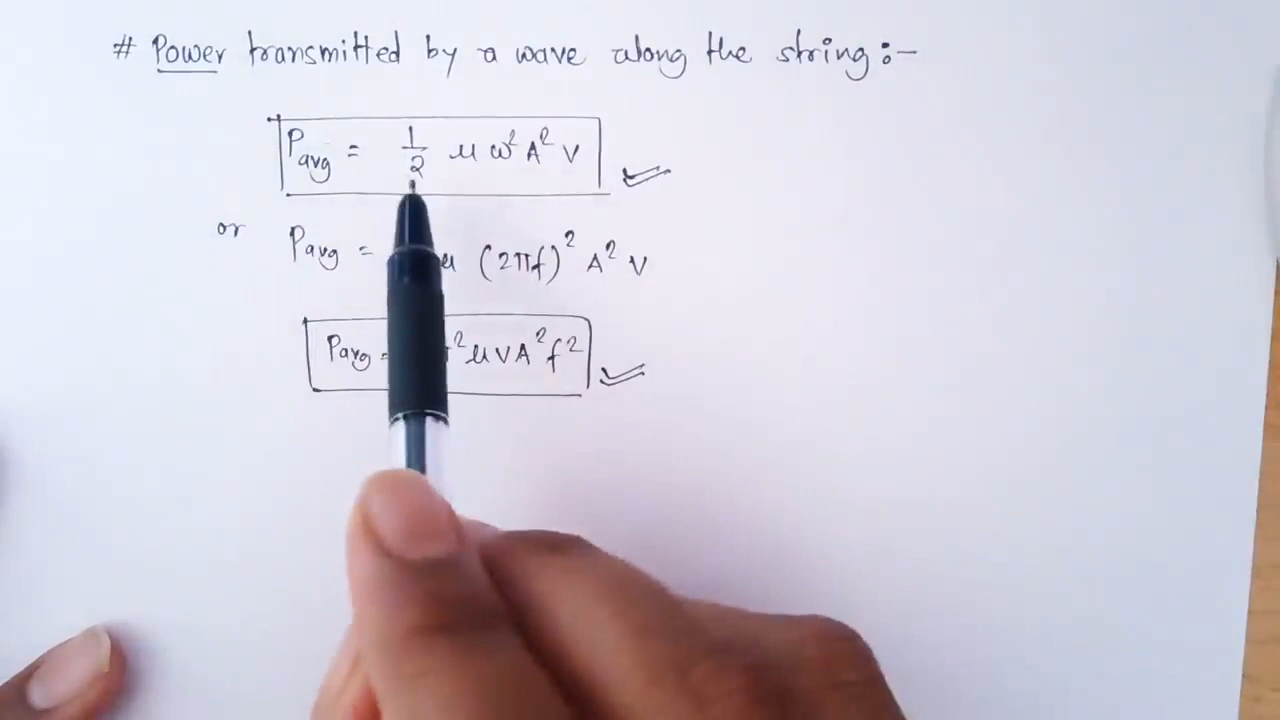 # Power transmitted by a wave along the string :-
Pavg = 1/2 μ ω² A² V
or Pavg = μ (2πf)² A² V
Pavg = ² μ V A² f²